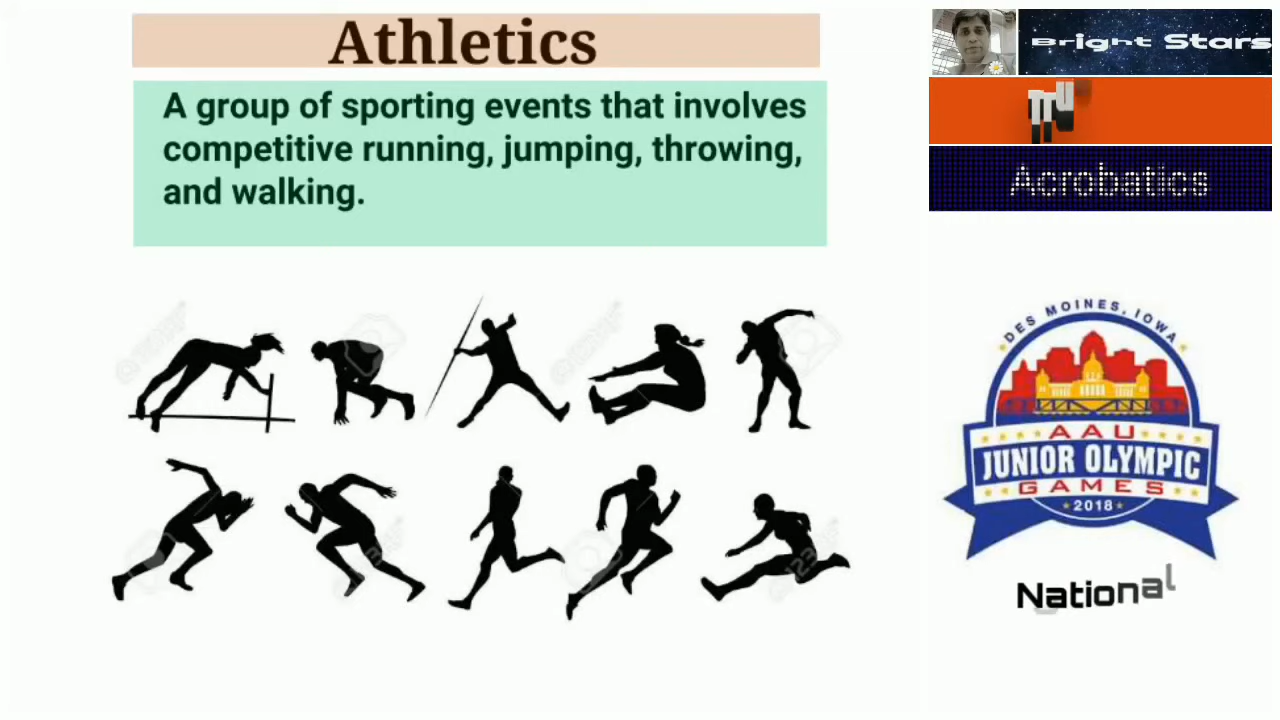 Athletics
A group of sporting events that involves
competitive running, jumping, throwing,
and walking.
Bright Stars
Acrobatics
DES MOINES, IOWA
AAU
JUNIOR OLYMPIC
GAMES
2018
National